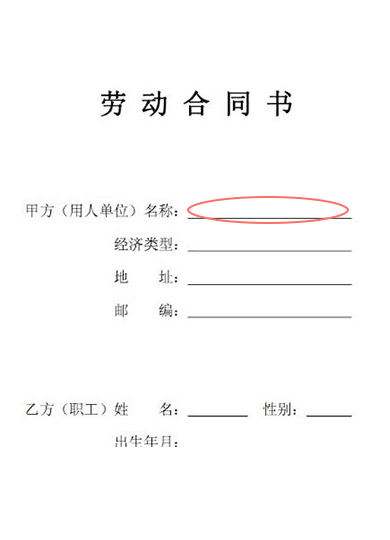 劳动合同书
甲方（用人单位）名称：
经济类型：
地 址：
邮 编：
乙方（职工）姓 名： 性别：
出生年月：